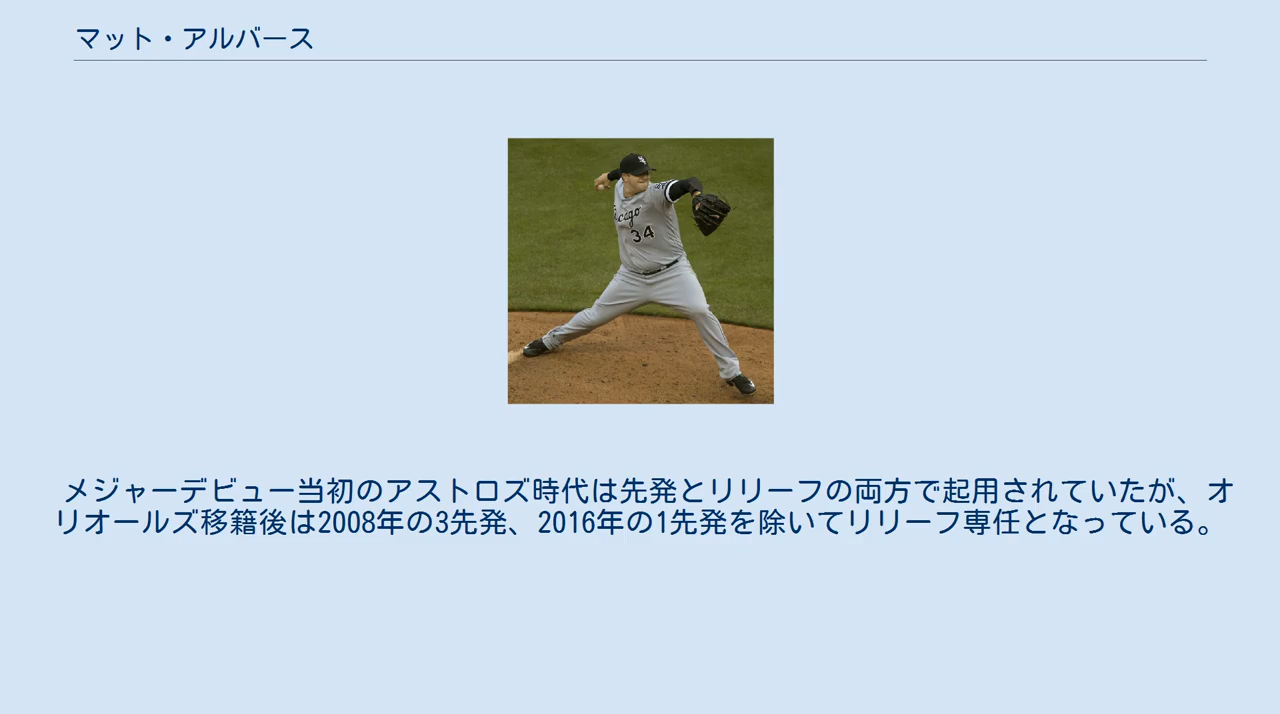 マット・アルバース
cago
34
メジャーデビュー当初のアストロズ時代は先発とリリーフの両方で起用されていたが、オ
リオールズ移籍後は2008年の3先発、2016年の1先発を除いてリリーフ専任となっている。